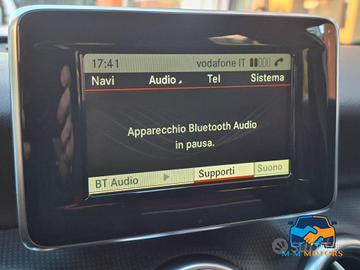 17:41 vodafone IT
Navi Audio Tel Sistema
Apparecchio Bluetooth Audio
in pausa.
BT Audio Supporti Suono
M-M MOTORS